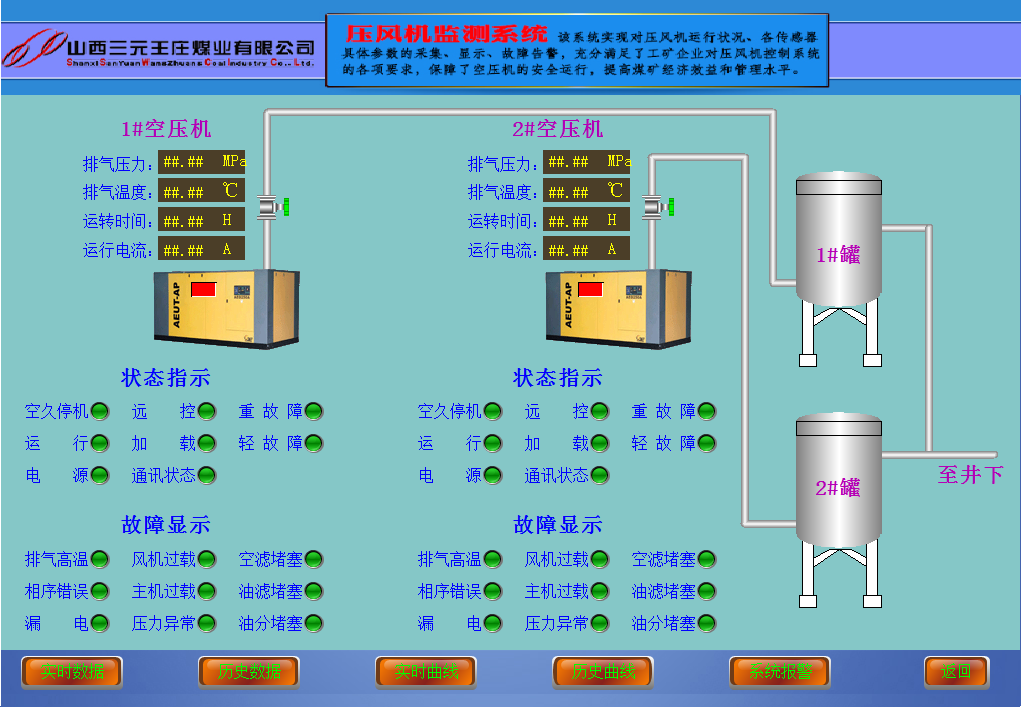 山西三元王庄煤业有限公司
ShanxiSanYuanWangZhuang Coal Industry Co., Ltd.
压风机监测系统 该系统实现对压风机运行状况、各传感器
具体参数的采集、显示、故障告警，充分满足了工矿企业对压风机控制系统
的各项要求，保障了空压机的安全运行，提高煤矿经济效益和管理水平。
1#空压机
排气压力：##.## MPa
排气温度：##.## ℃
运转时间：##.## H
运行电流：##.## A
AEUT-AP
状态指示
空久停机 远 控 重 故 障
运 行 加 载 轻 故 障
电 源 通讯状态
故障显示
排气高温 风机过载 空滤堵塞
相序错误 主机过载 油滤堵塞
漏 电 压力异常 油分堵塞
2#空压机
排气压力：##.## MPa
排气温度：##.## ℃
运转时间：##.## H
运行电流：##.## A
AEUT-AP
状态指示
空久停机 远 控 重 故 障
运 行 加 载 轻 故 障
电 源 通讯状态
故障显示
排气高温 风机过载 空滤堵塞
相序错误 主机过载 油滤堵塞
漏 电 压力异常 油分堵塞
1#罐
2#罐
至井下
实时数据 历史数据 实时曲线 历史曲线 系统报警 返回